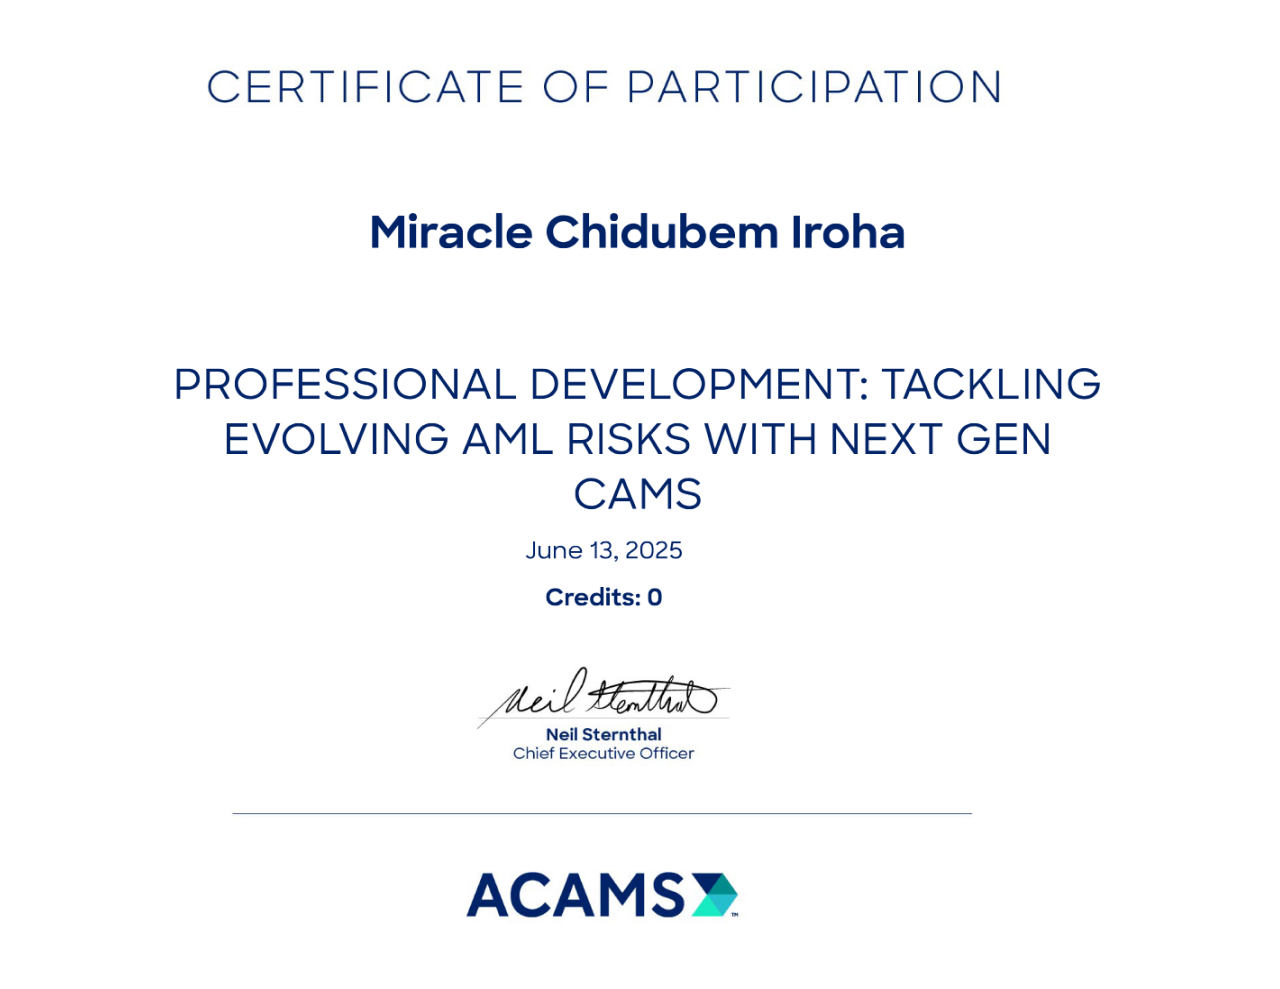 CERTIFICATE OF PARTICIPATION
Miracle Chidubem Iroha
PROFESSIONAL DEVELOPMENT: TACKLING
EVOLVING AML RISKS WITH NEXT GEN
CAMS
June 13, 2025
Credits: 0
Neil Sternthal
Neil Sternthal
Chief Executive Officer
ACAMS™